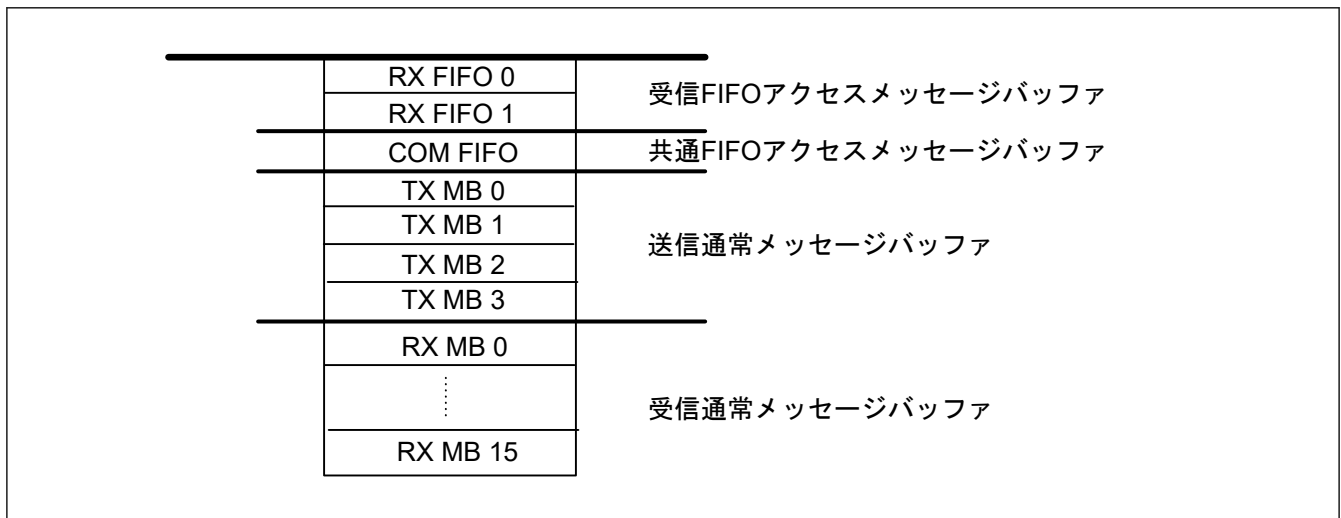 RX FIFO 0
RX FIFO 1
受信FIFOアクセスメッセージバッファ
COM FIFO
共通FIFOアクセスメッセージバッファ
TX MB 0
TX MB 1
TX MB 2
TX MB 3
送信通常メッセージバッファ
RX MB 0
RX MB 15
受信通常メッセージバッファ